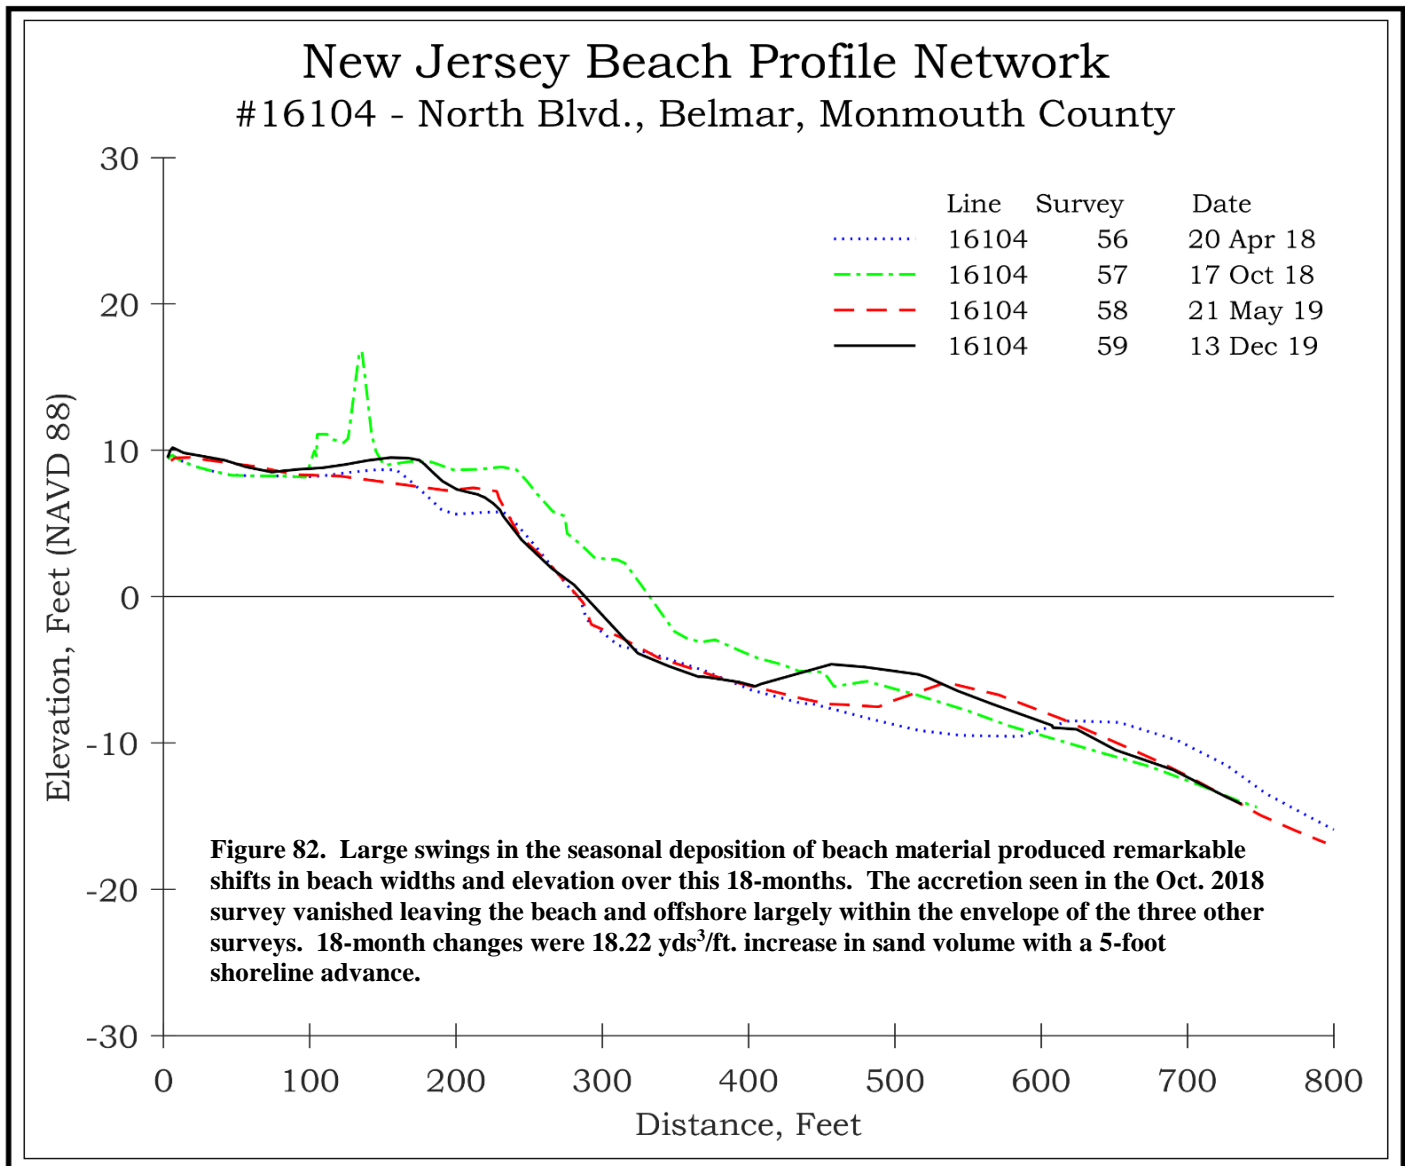 New Jersey Beach Profile Network
#16104 - North Blvd., Belmar, Monmouth County
Line Survey Date
16104 56 20 Apr 18
16104 57 17 Oct 18
16104 58 21 May 19
16104 59 13 Dec 19
30
20
10
0
-10
-20
-30
Elevation, Feet (NAVD 88)
Figure 82. Large swings in the seasonal deposition of beach material produced remarkable
shifts in beach widths and elevation over this 18-months. The accretion seen in the Oct. 2018
survey vanished leaving the beach and offshore largely within the envelope of the three other
surveys. 18-month changes were 18.22 yds³/ft. increase in sand volume with a 5-foot
shoreline advance.
0 100 200 300 400 500 600 700 800
Distance, Feet